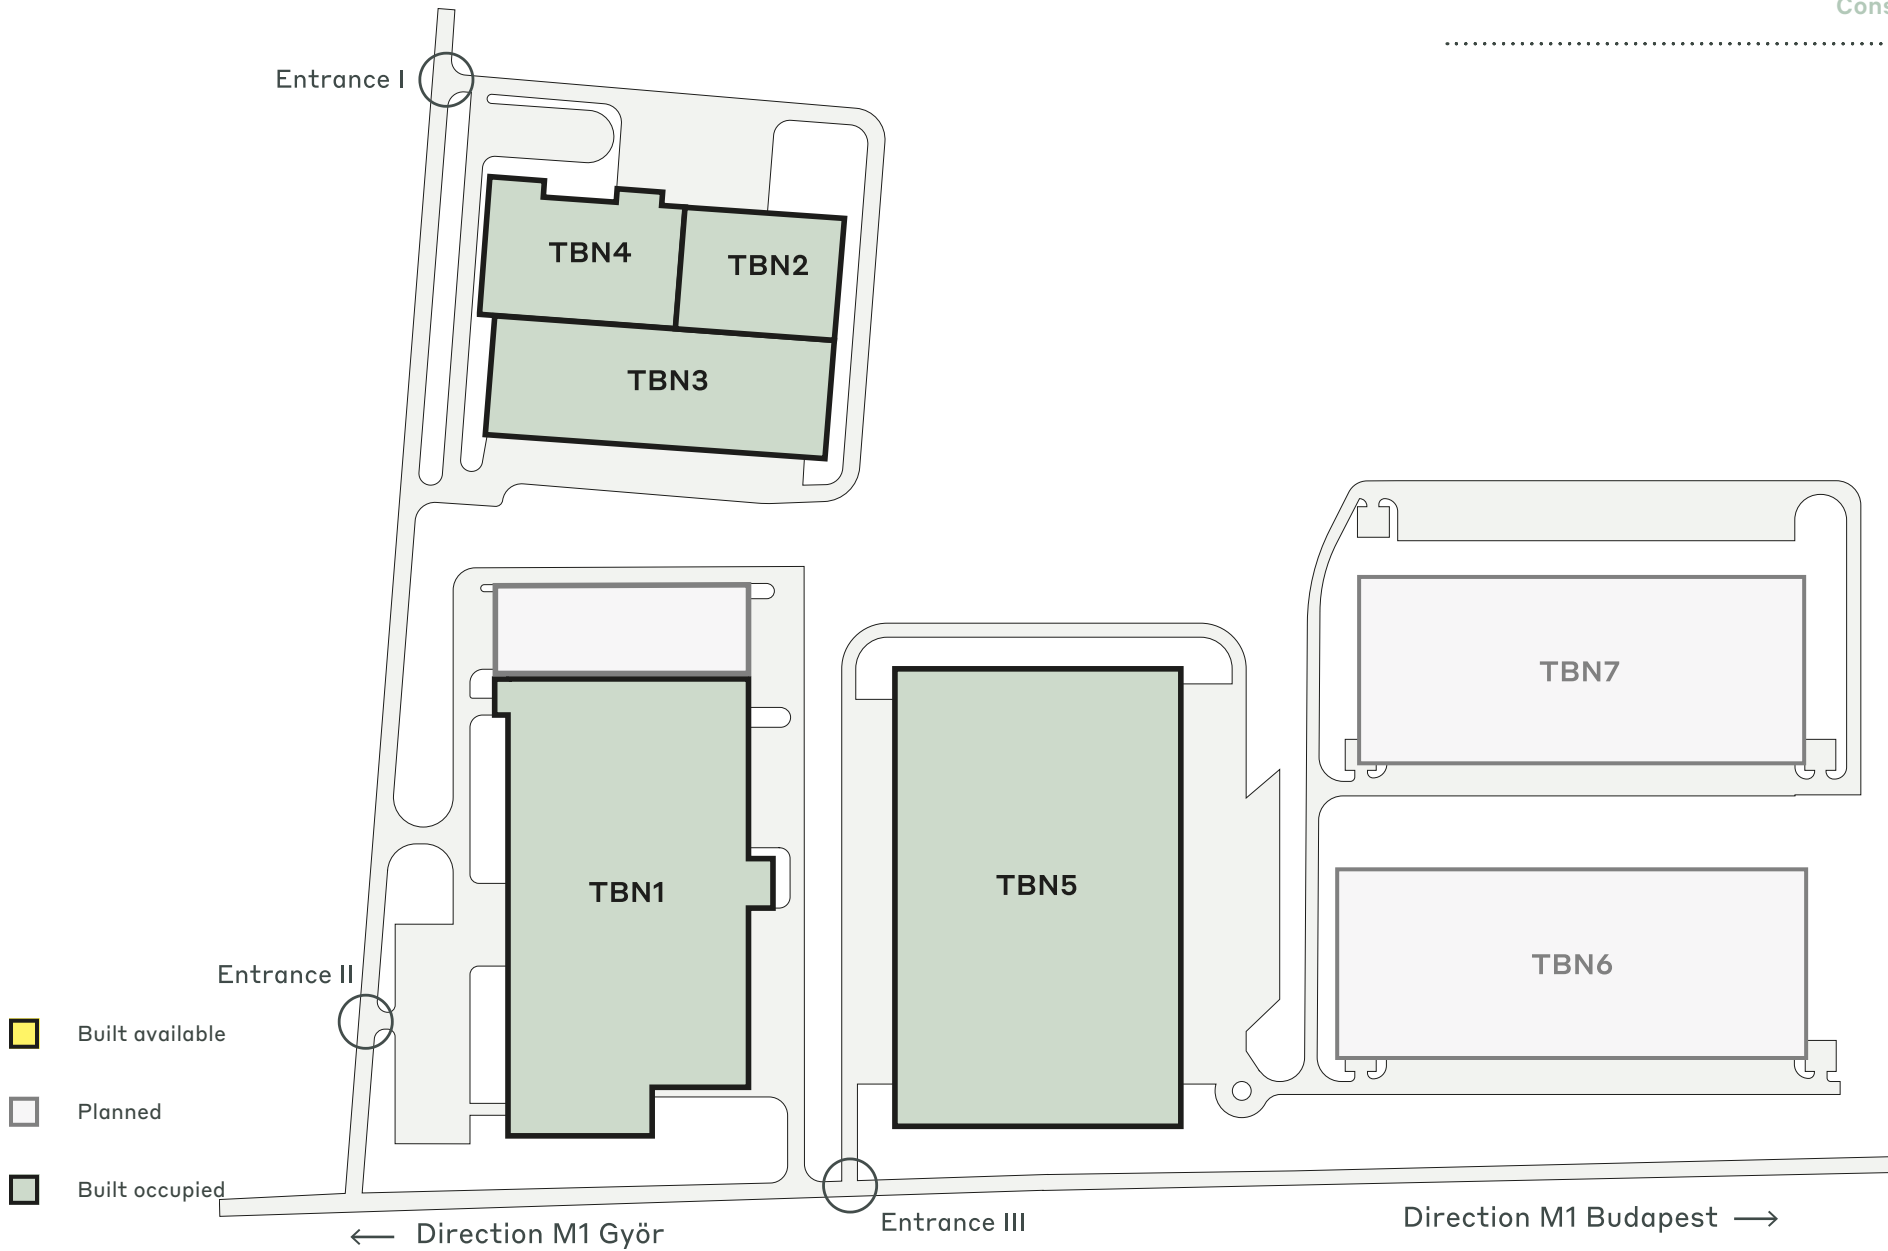 Cons
Entrance I
TBN4
TBN2
TBN3
TBN7
TBN1
TBN5
TBN6
Entrance II
Built available
Planned
Built occupied
Entrance III
Direction M1 Budapest →
← Direction M1 Györ